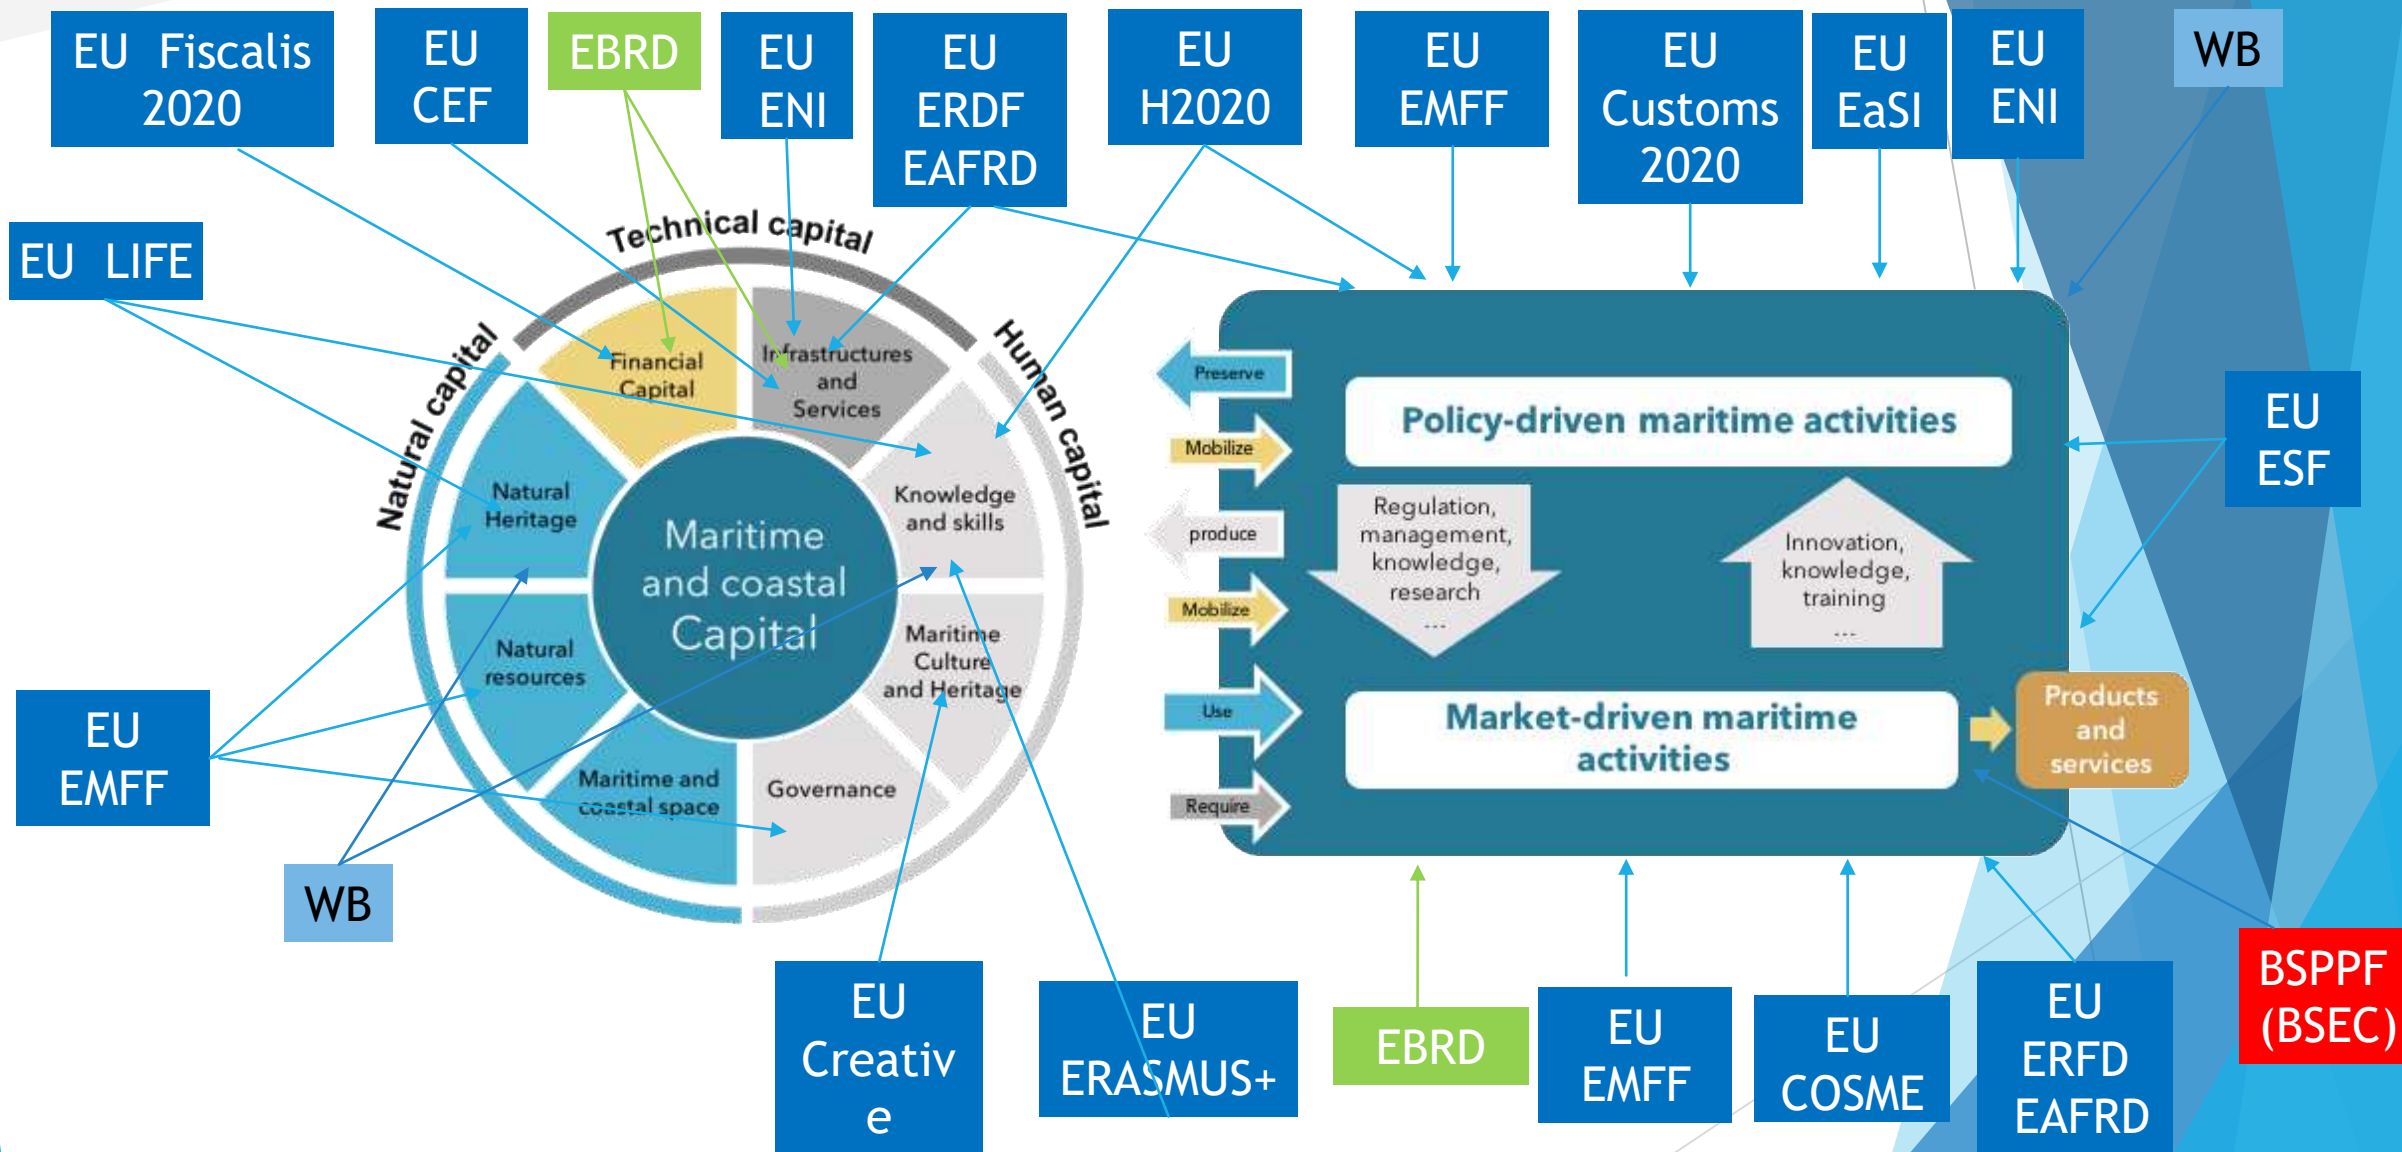 EU Fiscalis
2020
EU
CEF
EBRD
EU
ENI
EU
ERDF
EAFRD
EU
H2020
EU
EMFF
EU
Customs
2020
EU
EaSI
EU
ENI
WB
EU LIFE
Technical capital
Natural capital
Human capital
Financial
Capital
Infrastructures
and
Services
Natural
Heritage
Knowledge
and skills
Maritime
and coastal
Capital
Natural
resources
Maritime
Culture
and Heritage
Maritime and
coastal space
Governance
EU
EMFF
WB
Preserve
Mobilize
produce
Mobilize
Use
Require
Policy-driven maritime activities
Regulation,
management,
knowledge,
research
...
Innovation,
knowledge,
training
...
Market-driven maritime
activities
Products
and
services
EU
ESF
EU
Creativ
e
EU
ERASMUS+
EBRD
EU
EMFF
EU
COSME
EU
ERFD
EAFRD
BSPPF
(BSEC)